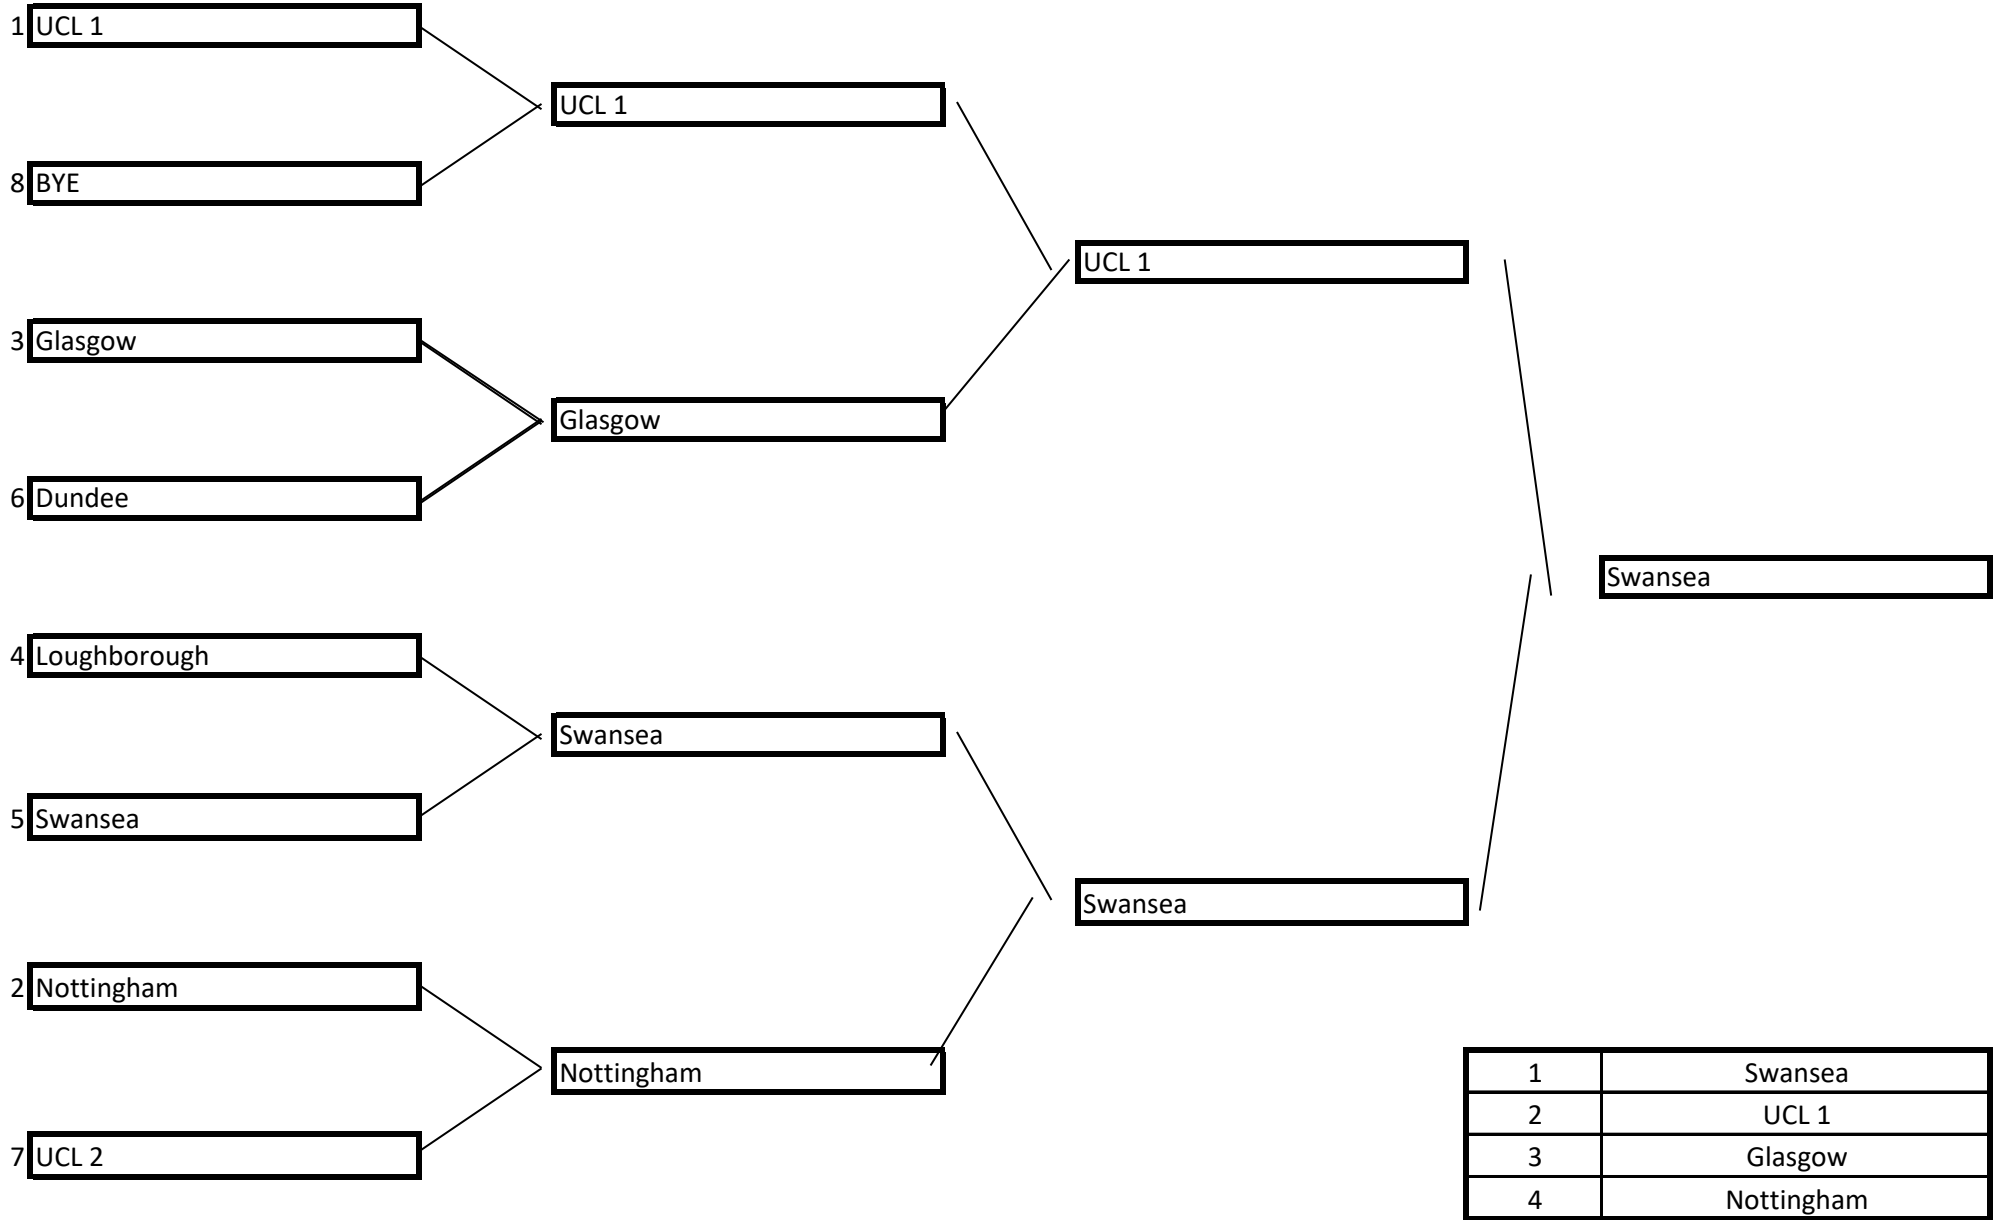 1 UCL 1
UCL 1
8 BYE
UCL 1
3 Glasgow
Glasgow
6 Dundee
Swansea
4 Loughborough
Swansea
5 Swansea
Swansea
2 Nottingham
Nottingham
7 UCL 2
1 Swansea
2 UCL 1
3 Glasgow
4 Nottingham